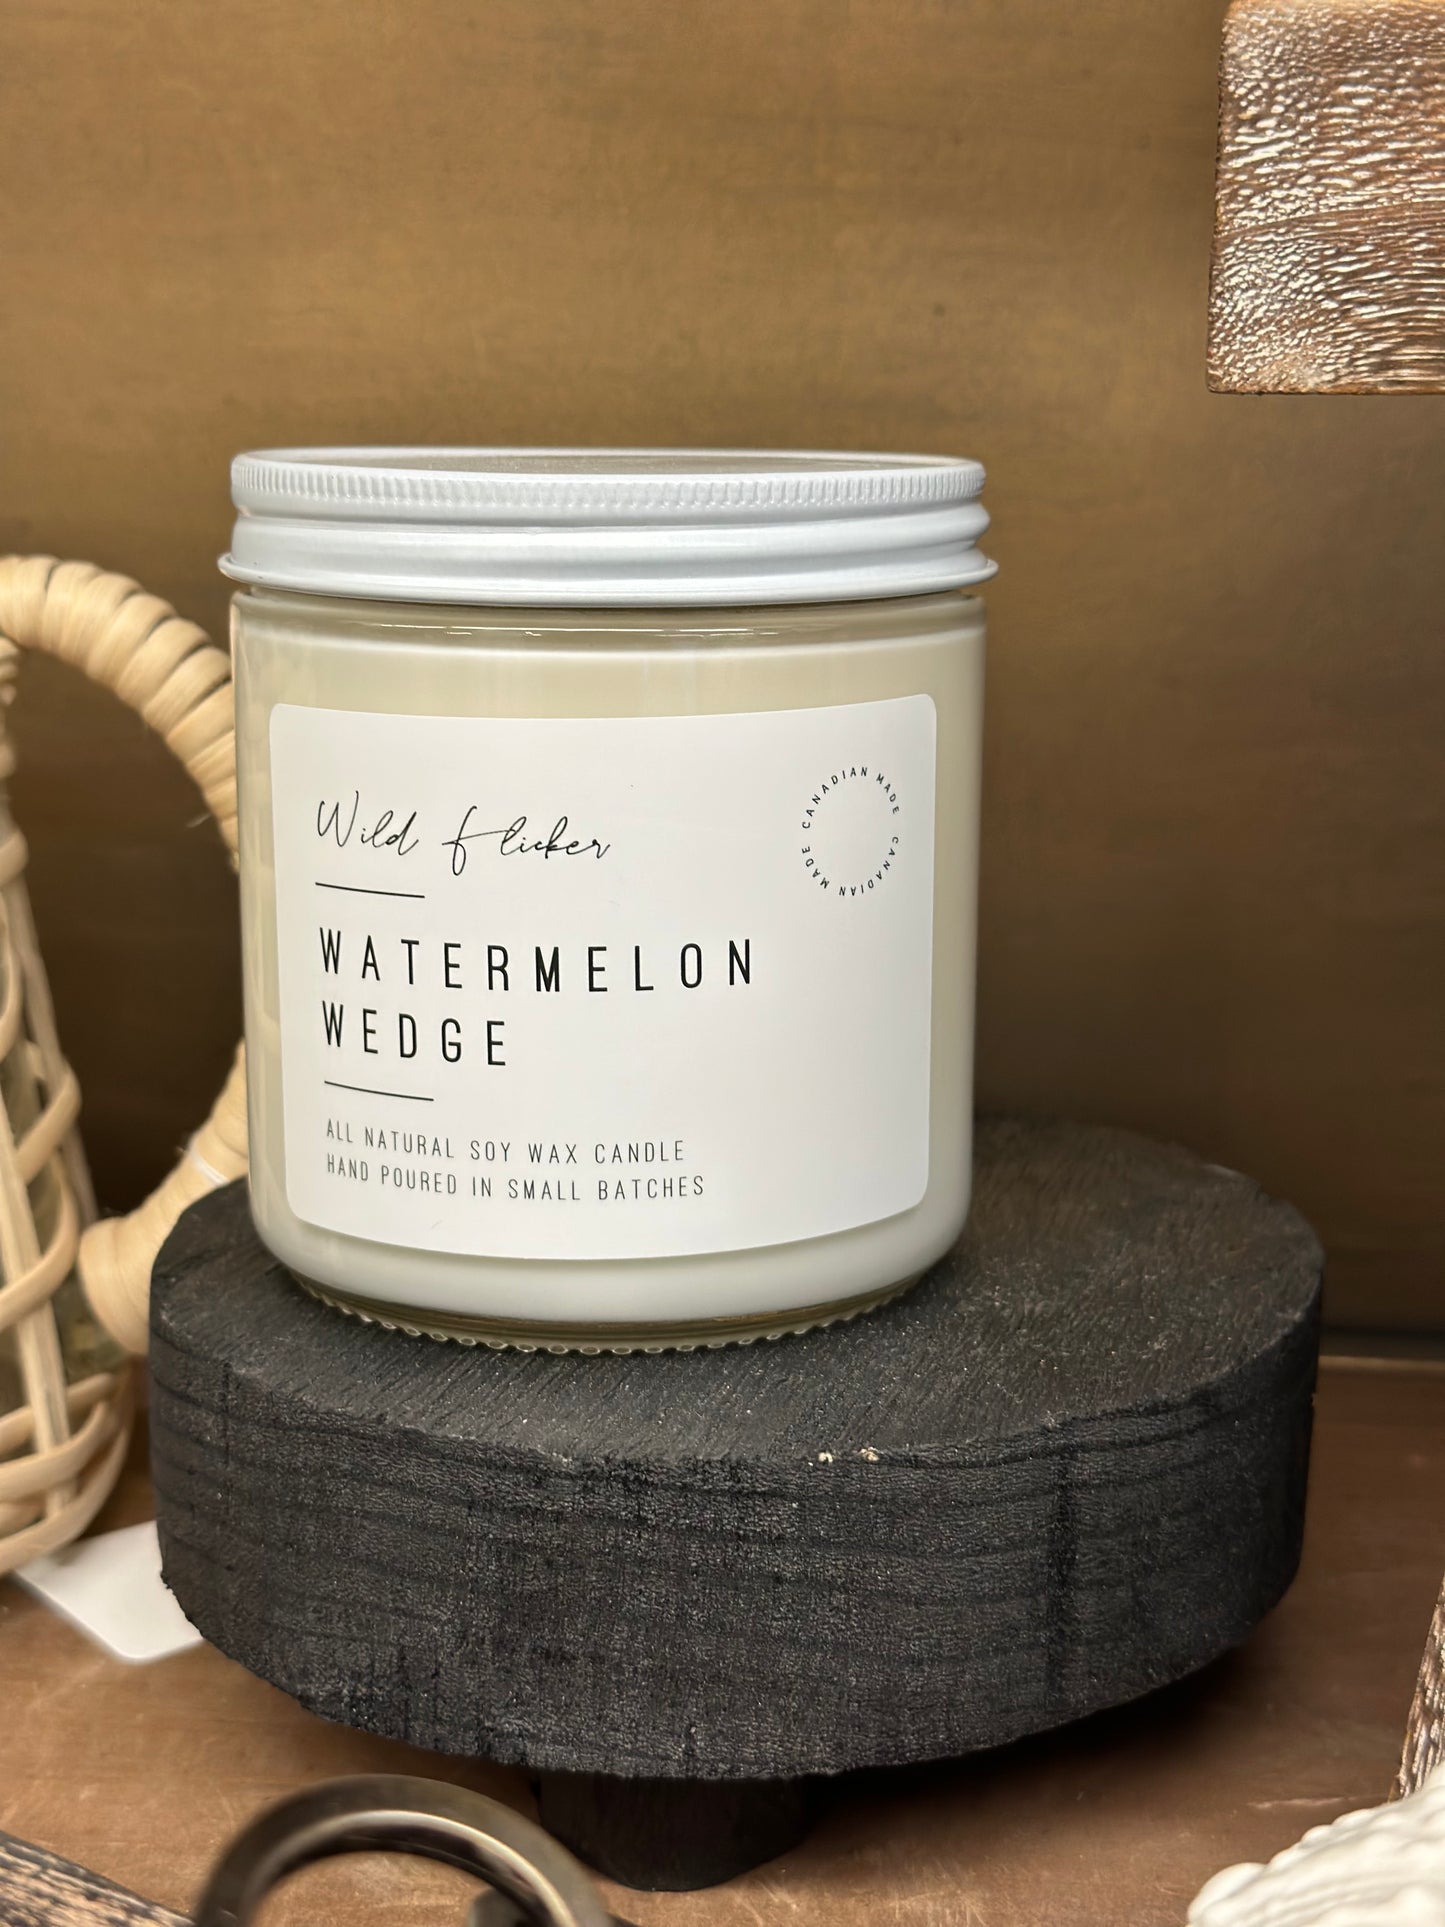 Wild Flicker
CANADIAN MADE CANADIAN MADE
WATERMELON
WEDGE
ALL NATURAL SOY WAX CANDLE
HAND POURED IN SMALL BATCHES